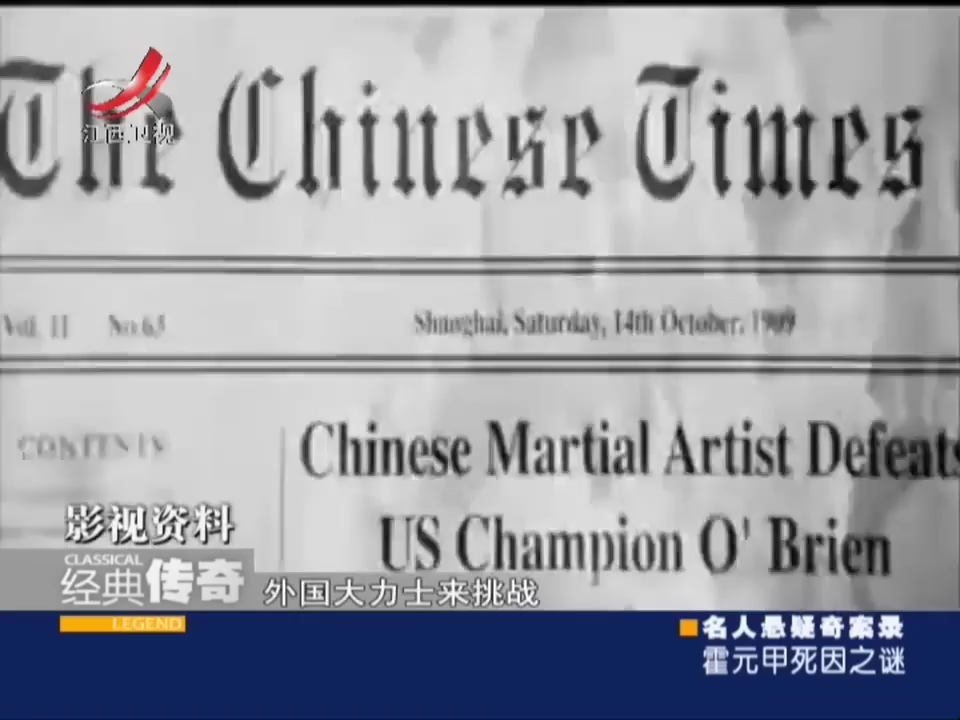 The Chinese Times
江西卫视
Vol. II No.65
Shanghai, Saturday, 14th October, 1909
CONTENTS
Chinese Martial Artist Defeats
US Champion O' Brien
影视资料
CLASSICAL
经典传奇
LEGEND
外国大力士来挑战
名人悬疑奇案录
霍元甲死因之谜